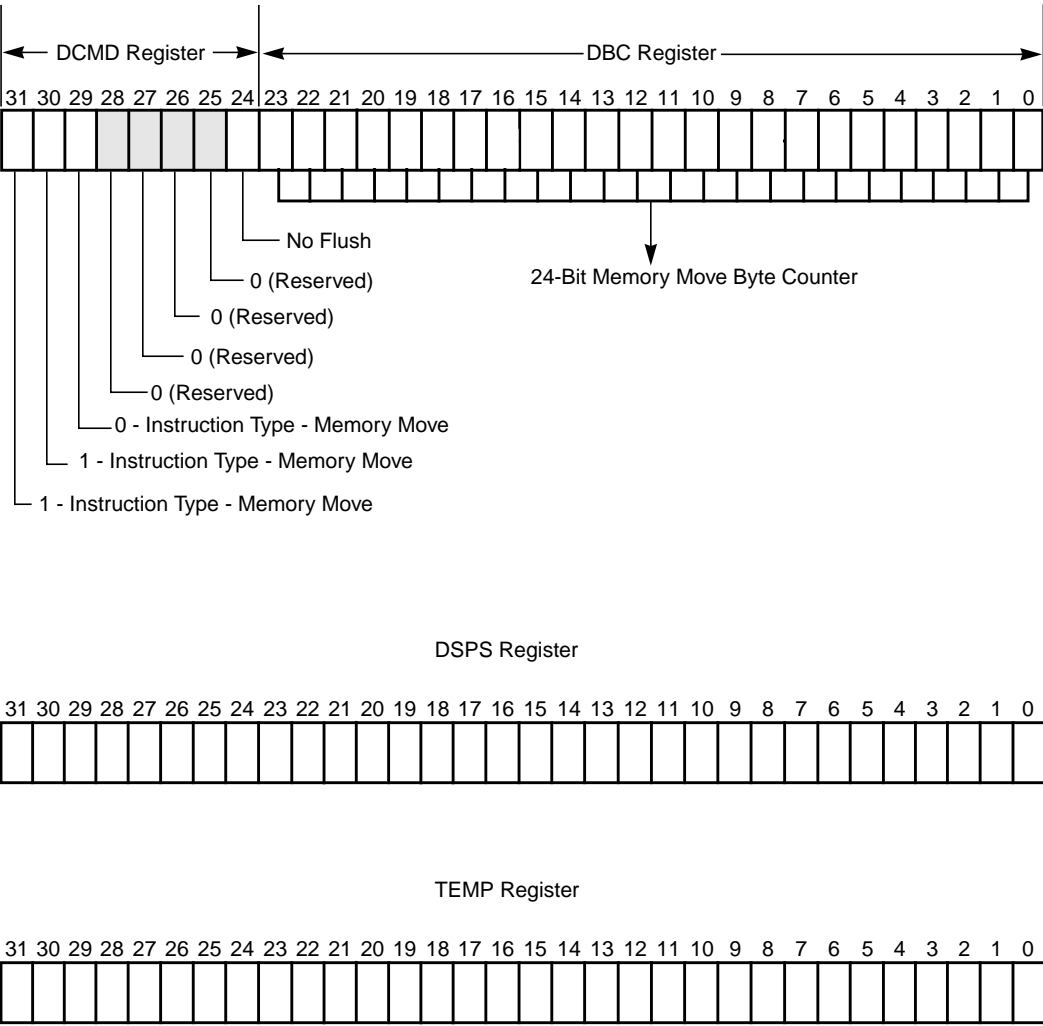 DCMD Register DBC Register
31 30 29 28 27 26 25 24 23 22 21 20 19 18 17 16 15 14 13 12 11 10 9 8 7 6 5 4 3 2 1 0
No Flush
0 (Reserved)
24-Bit Memory Move Byte Counter
0 (Reserved)
0 (Reserved)
0 (Reserved)
0 - Instruction Type - Memory Move
1 - Instruction Type - Memory Move
1 - Instruction Type - Memory Move
DSPS Register
31 30 29 28 27 26 25 24 23 22 21 20 19 18 17 16 15 14 13 12 11 10 9 8 7 6 5 4 3 2 1 0
TEMP Register
31 30 29 28 27 26 25 24 23 22 21 20 19 18 17 16 15 14 13 12 11 10 9 8 7 6 5 4 3 2 1 0